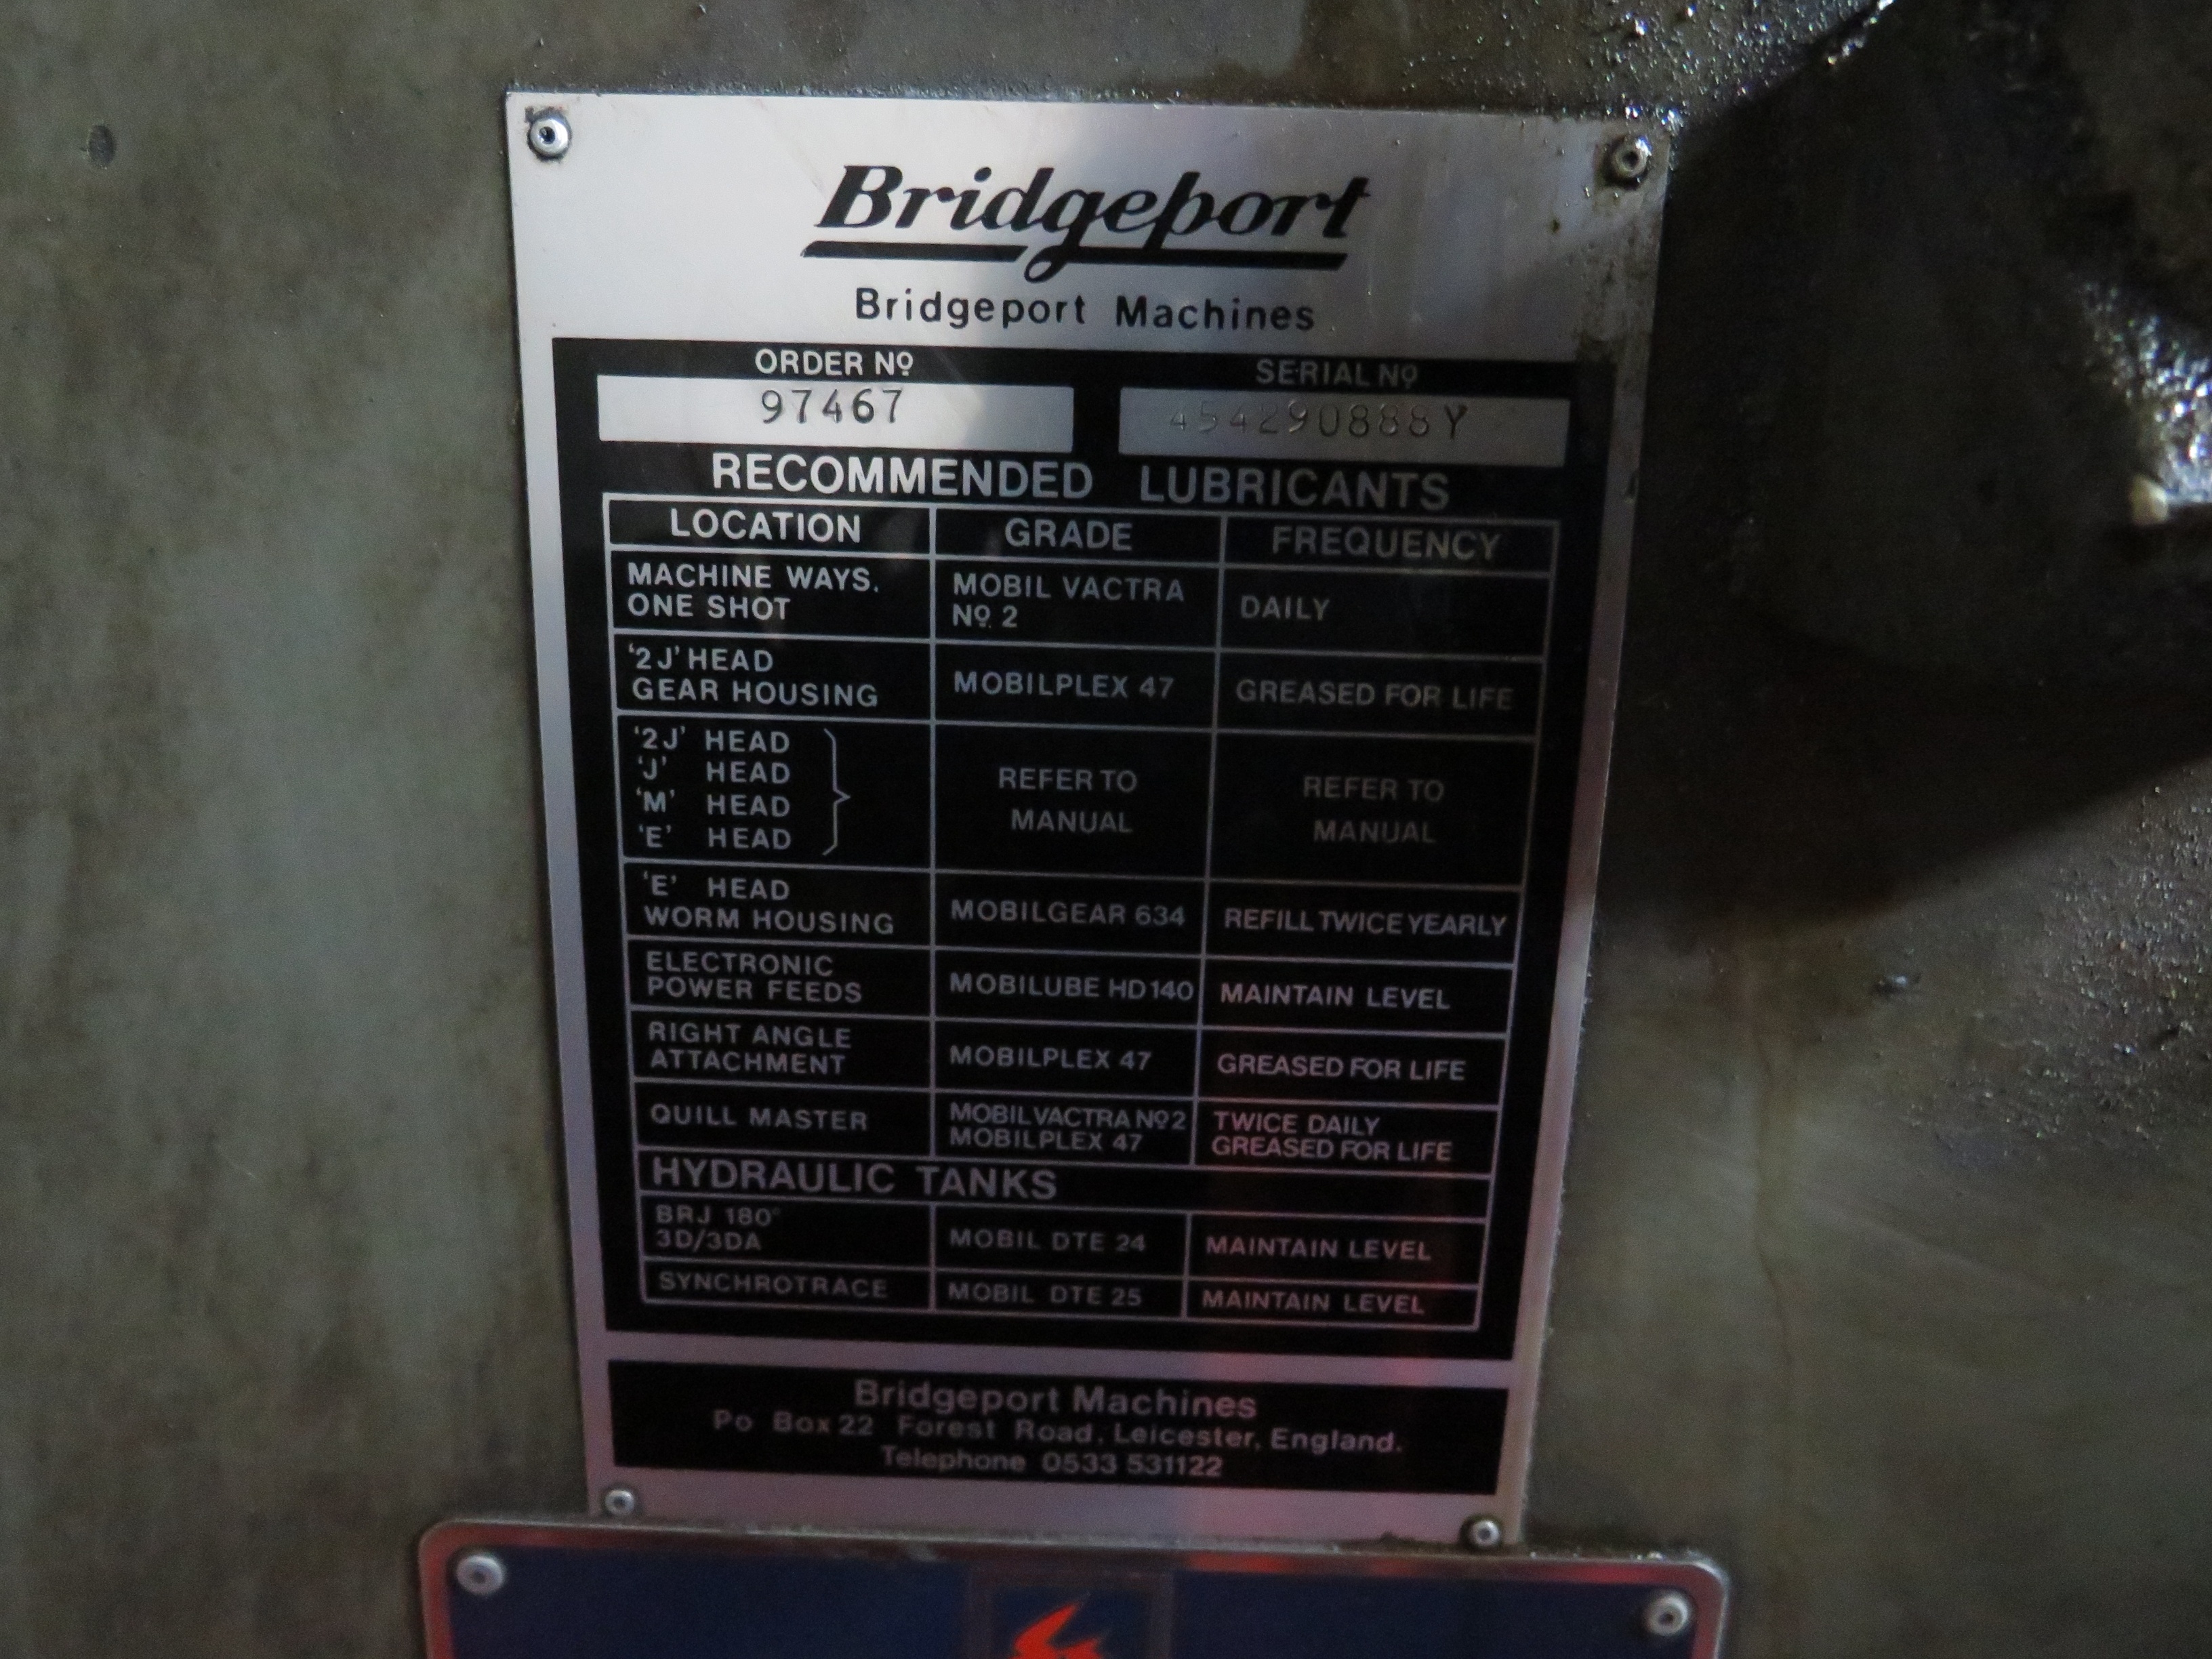 Bridgeport
Bridgeport Machines
ORDER Nº SERIAL Nº
97467 454290888Y
RECOMMENDED LUBRICANTS
LOCATION GRADE FREQUENCY
MACHINE WAYS.
ONE SHOT
MOBIL VACTRA
Nº 2
DAILY
'2J' HEAD
GEAR HOUSING
MOBILPLEX 47
GREASED FOR LIFE
'2J' HEAD
'J' HEAD
'M' HEAD
'E' HEAD
REFER TO
MANUAL
REFER TO
MANUAL
'E' HEAD
WORM HOUSING
MOBILGEAR 634
REFILL TWICE YEARLY
ELECTRONIC
POWER FEEDS
MOBILUBE HD 140
MAINTAIN LEVEL
RIGHT ANGLE
ATTACHMENT
MOBILPLEX 47
GREASED FOR LIFE
QUILL MASTER
MOBIL VACTRA Nº 2
MOBILPLEX 47
TWICE DAILY
GREASED FOR LIFE
HYDRAULIC TANKS
BRJ 180°
3D/3DA
MOBIL DTE 24
MAINTAIN LEVEL
SYNCHROTRACE
MOBIL DTE 25
MAINTAIN LEVEL
Bridgeport Machines
Po Box 22 Forest Road, Leicester, England.
Telephone 0533 531122